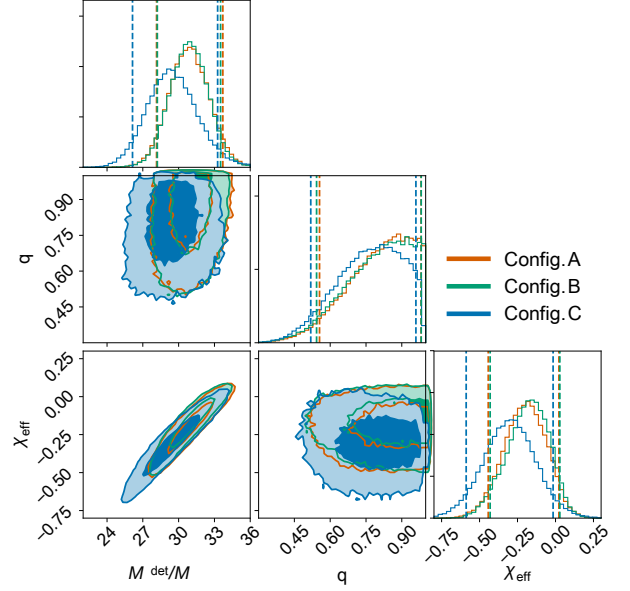 q
0.90
0.75
0.60
0.45
Config. A
Config. B
Config. C
χeff
0.25
0.00
−0.25
−0.50
−0.75
24 27 30 33 36
0.45 0.60 0.75 0.90
−0.75 −0.50 −0.25 0.00 0.25
M det/M
q
χeff